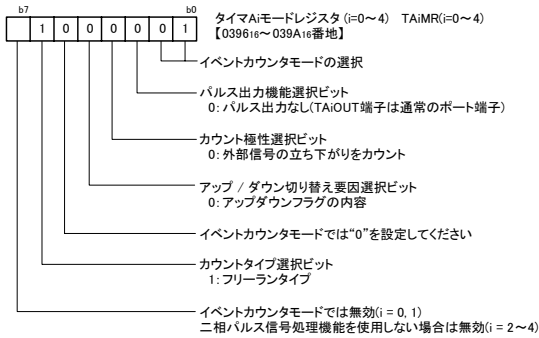 b7 b0
1 0 0 0 0 0 1
タイマAiモードレジスタ (i=0～4) TAiMR(i=0～4)
【039616～039A16番地】
イベントカウンタモードの選択
パルス出力機能選択ビット
0: パルス出力なし(TAiOUT端子は通常のポート端子)
カウント極性選択ビット
0: 外部信号の立ち下がりをカウント
アップ / ダウン切り替え要因選択ビット
0: アップダウンフラグの内容
イベントカウンタモードでは“0”を設定してください
カウントタイプ選択ビット
1: フリーランタイプ
イベントカウンタモードでは無効(i = 0, 1)
二相パルス信号処理機能を使用しない場合は無効(i = 2～4)